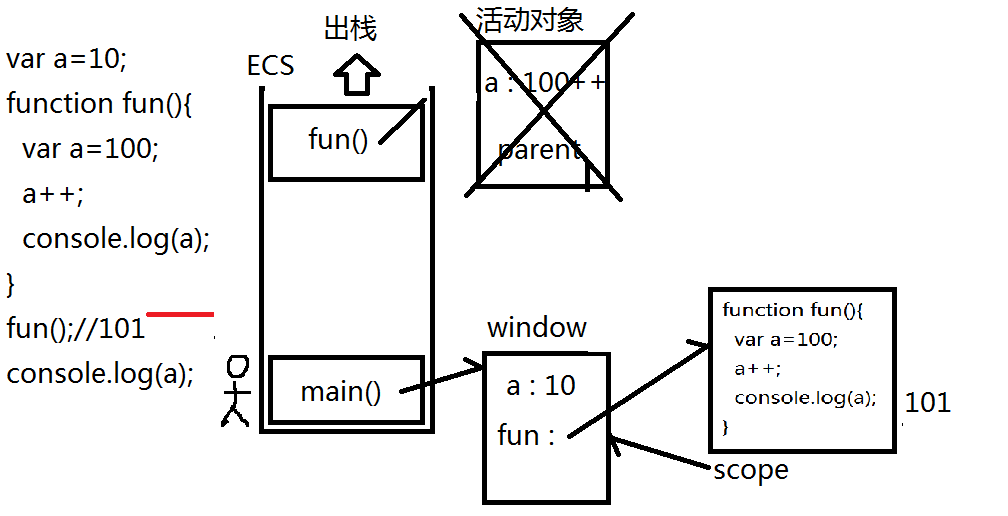 var a=10;
function fun(){
var a=100;
a++;
console.log(a);
}
fun();//101
console.log(a);
出栈
ECS
fun()
main()
活动对象
a : 100++
parent
window
a : 10
fun :
function fun(){
var a=100;
a++;
console.log(a);
}
101
scope